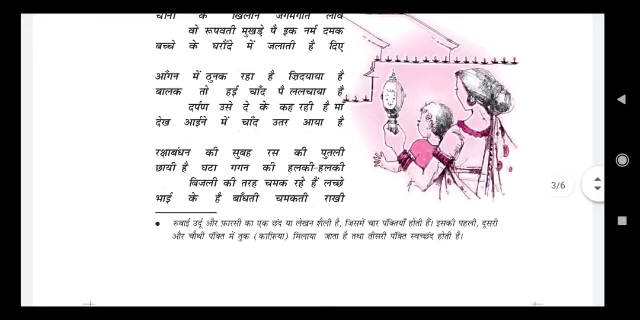 चीनी के खिलौने जगमगाते लावे
वो रूपवती मुखड़े पै इक नर्म दमक
बच्चे के घरौंदे में जलाती है दिए
आँगन में ठुनक रहा है ज़िदयाया है
बालक तो हई चाँद पै ललचाया है
दर्पण उसे दे के कह रही है माँ
देख आईने में चाँद उतर आया है
रक्षाबंधन की सुबह रस की पुतली
छायी है घटा गगन की हलकी-हलकी
बिजली की तरह चमक रहे हैं लच्छे
भाई के है बाँधती चमकती राखी
3/6
• रुबाई उर्दू और फ़ारसी का एक छंद या लेखन शैली है, जिसमें चार पंक्तियाँ होती हैं। इसकी पहली, दूसरी
और चौथी पंक्ति में तुक (काफ़िया) मिलाया जाता है तथा तीसरी पंक्ति स्वच्छंद होती है।